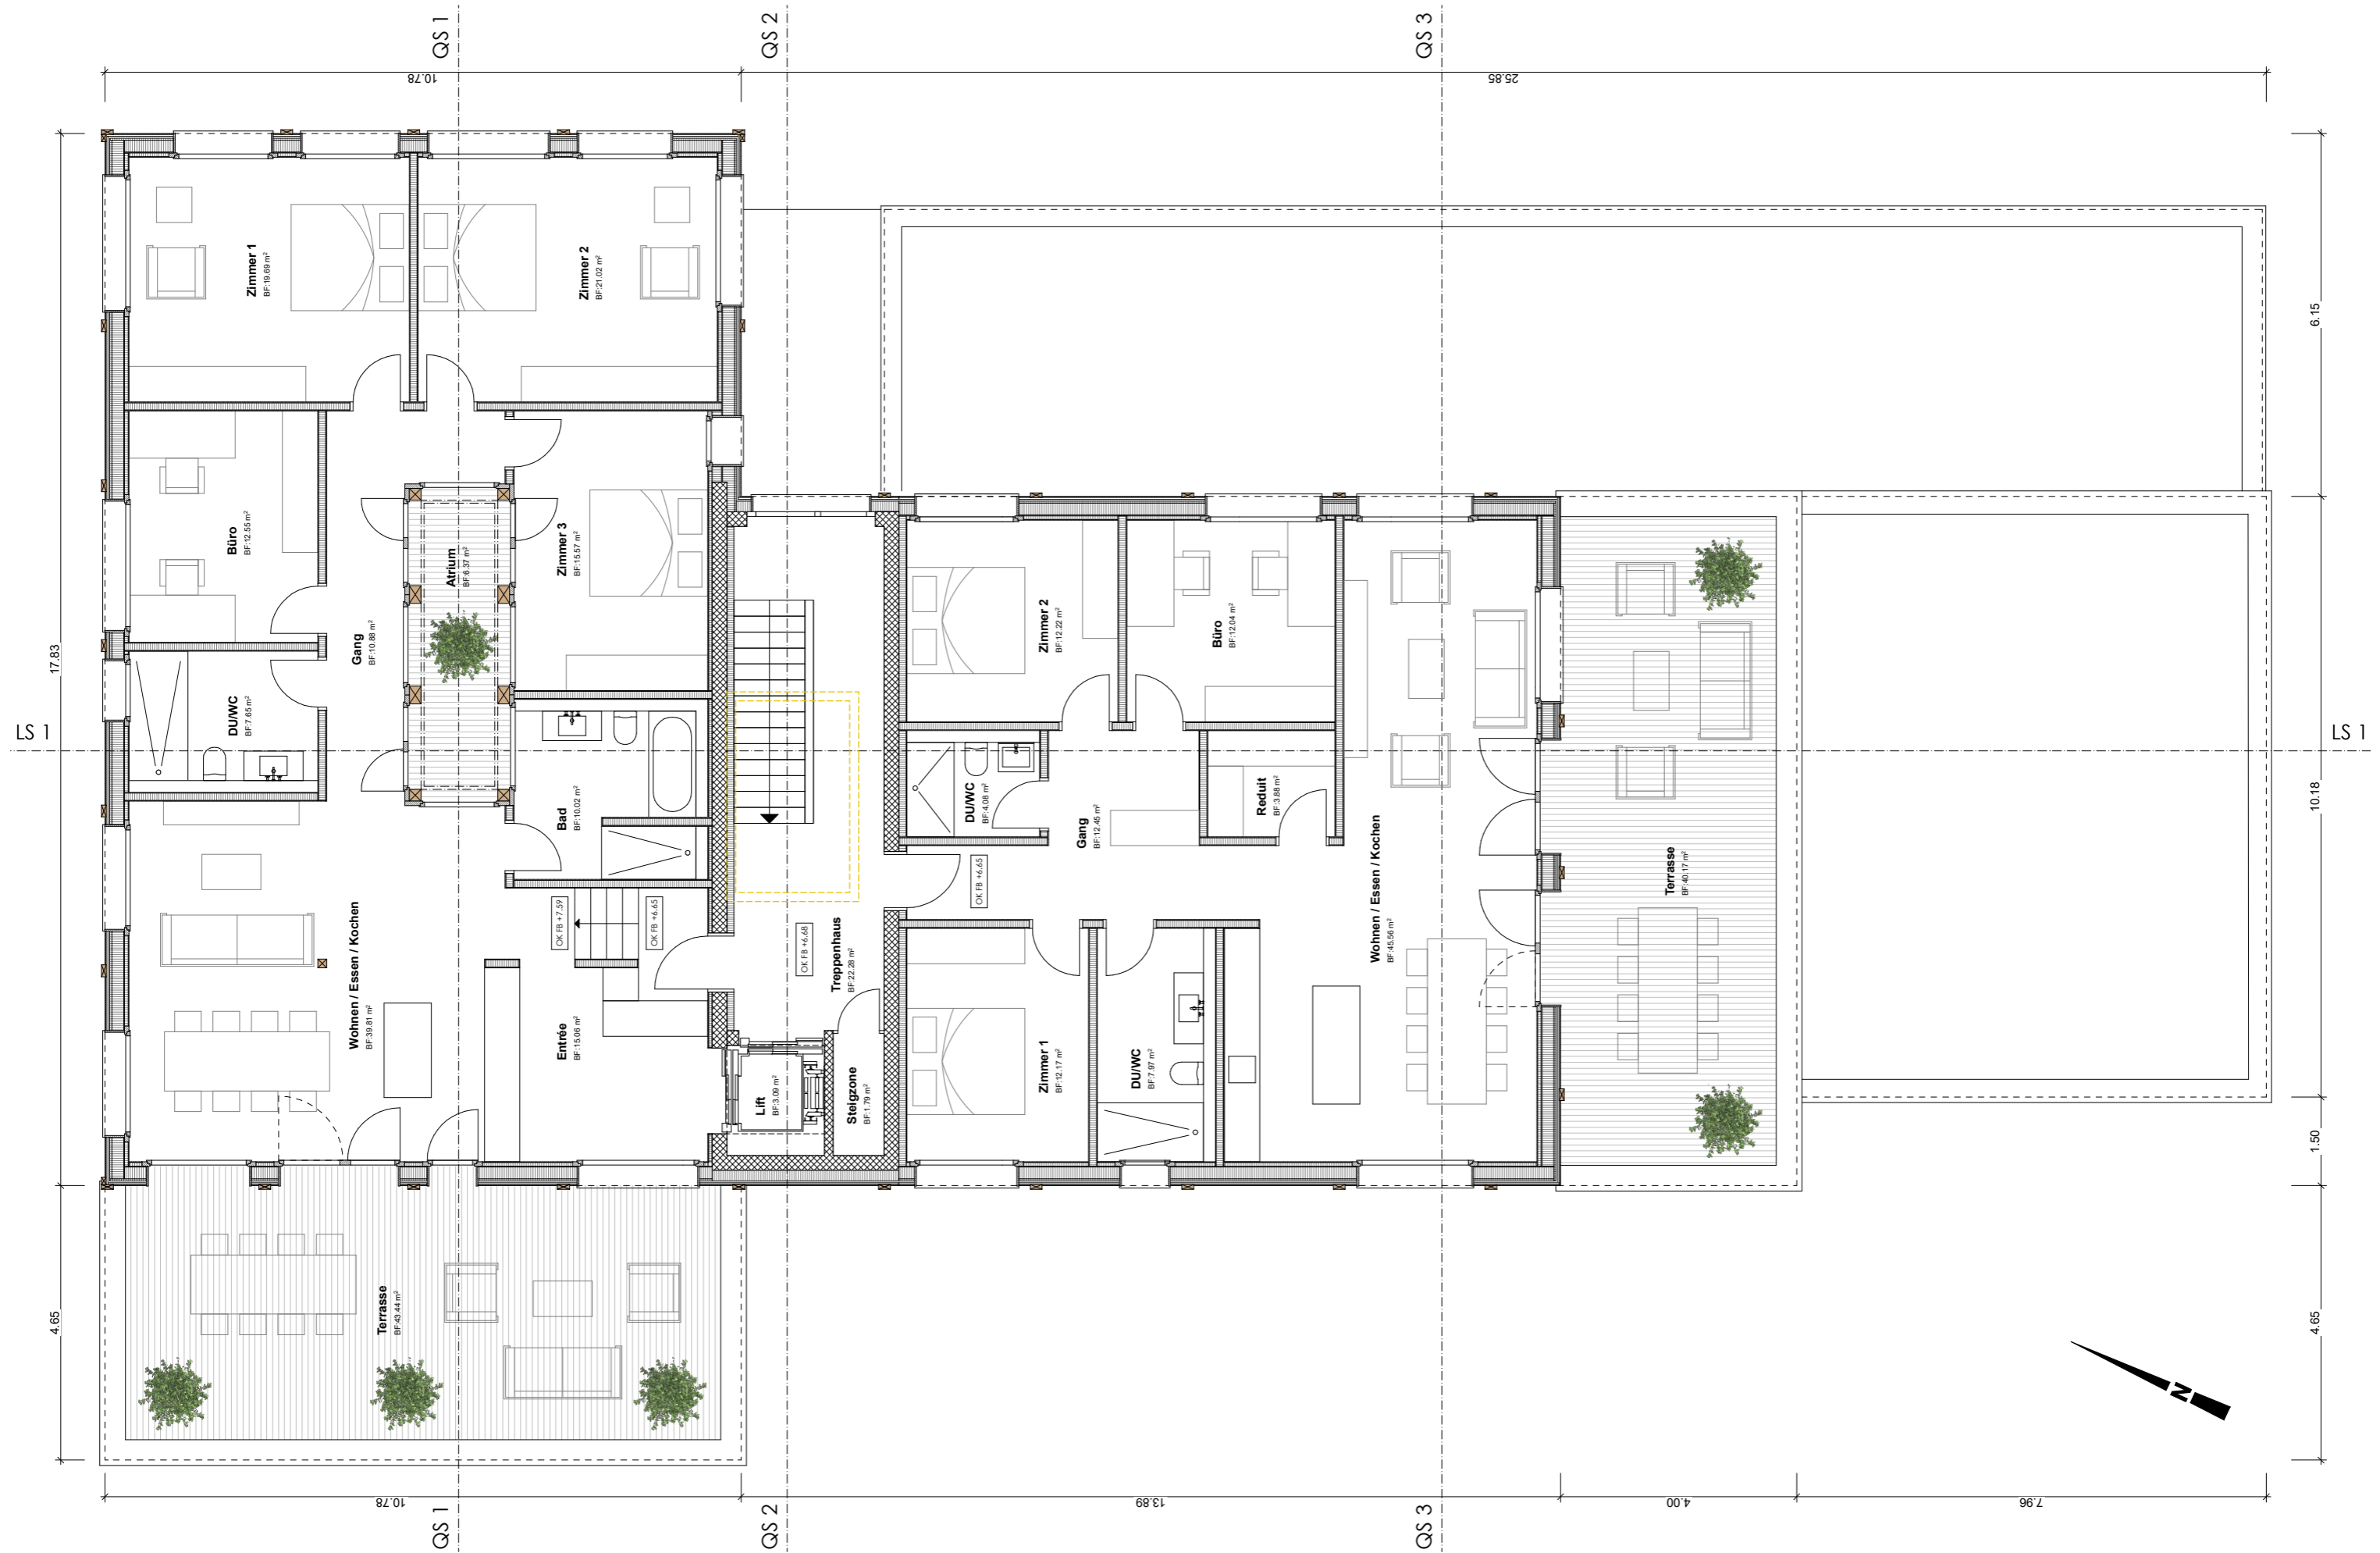 QS 1
QS 2
QS 3
10.78
25.85
Zimmer 1
BF:19.69 m²
Zimmer 2
BF:21.02 m²
6.15
Büro
BF:12.55 m²
Atrium
BF:6.37 m²
Zimmer 3
BF:15.57 m²
Zimmer 2
BF:12.22 m²
Büro
BF:12.04 m²
17.83
Gang
BF:10.88 m²
DU/WC
BF:7.65 m²
LS 1
LS 1
Bad
BF:10.02 m²
DU/WC
BF:4.08 m²
Gang
BF:12.45 m²
Reduit
BF:3.88 m²
10.18
Terrasse
BF:40.17 m²
OK FB +6.65
Wohnen / Essen / Kochen
BF:39.81 m²
OK FB +7.59
OK FB +6.65
OK FB +6.68
Treppenhaus
BF:22.28 m²
Wohnen / Essen / Kochen
BF:45.56 m²
Entrée
BF:15.06 m²
Lift
BF:3.09 m²
Steigzone
BF:1.79 m²
Zimmer 1
BF:12.17 m²
DU/WC
BF:7.97 m²
1.50
4.65
Terrasse
BF:43.44 m²
4.65
N
10.78
13.89
4.00
7.96
QS 1
QS 2
QS 3